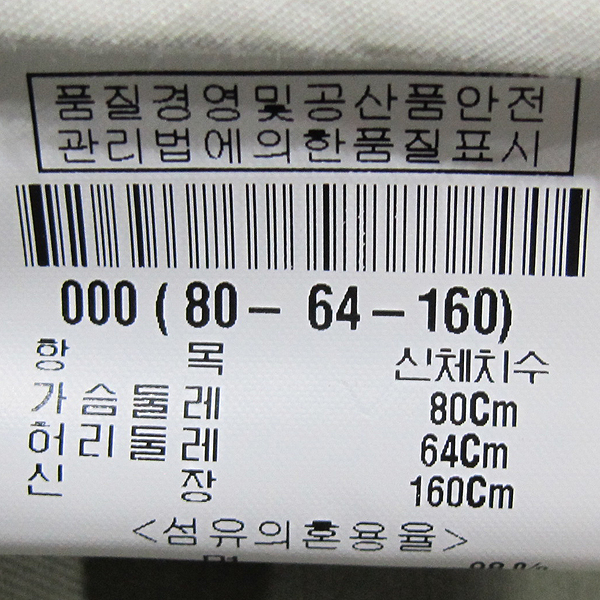 품질경영및공산품안전
관리법에의한품질표시
000 ( 80 - 64 - 160)
항 목 신체치수
가슴둘레 80Cm
허리둘레 64Cm
신 장 160Cm
<섬유의혼용율>